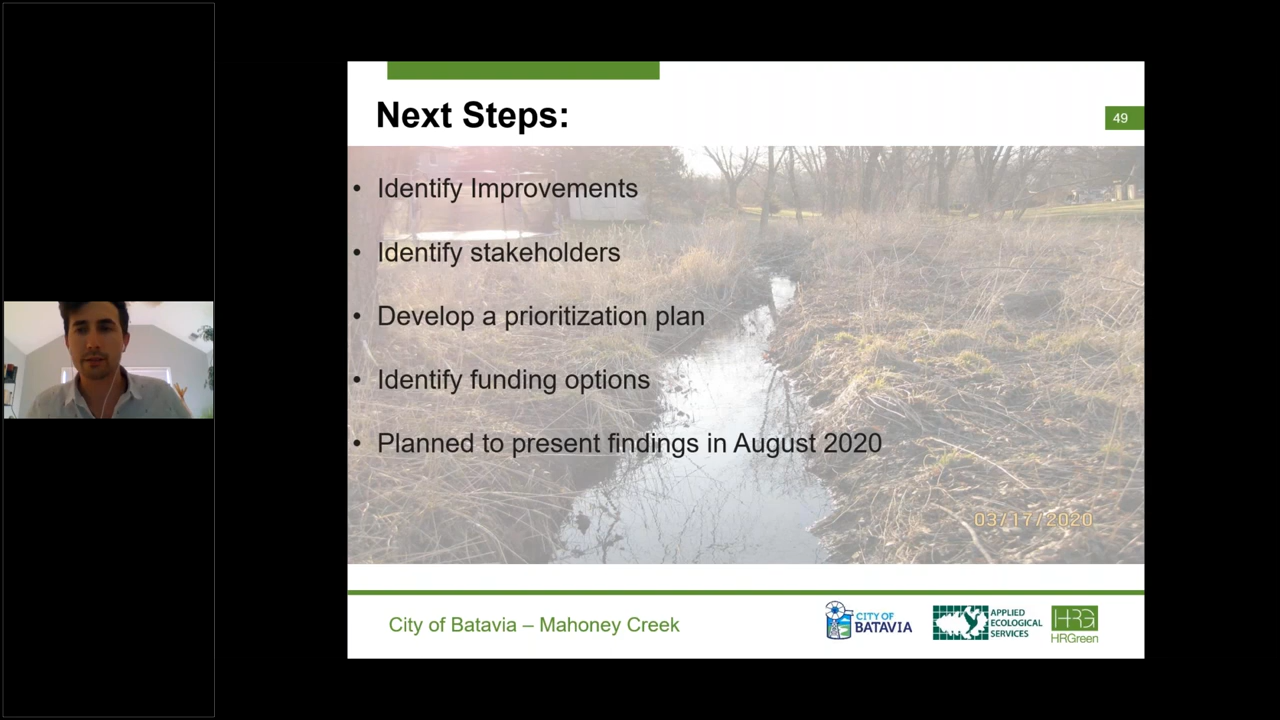 Next Steps:
49
• Identify Improvements
• Identify stakeholders
• Develop a prioritization plan
• Identify funding options
• Planned to present findings in August 2020
03/17/2020
City of Batavia – Mahoney Creek
CITY OF
BATAVIA
APPLIED
ECOLOGICAL
SERVICES
HRG
HRGreen